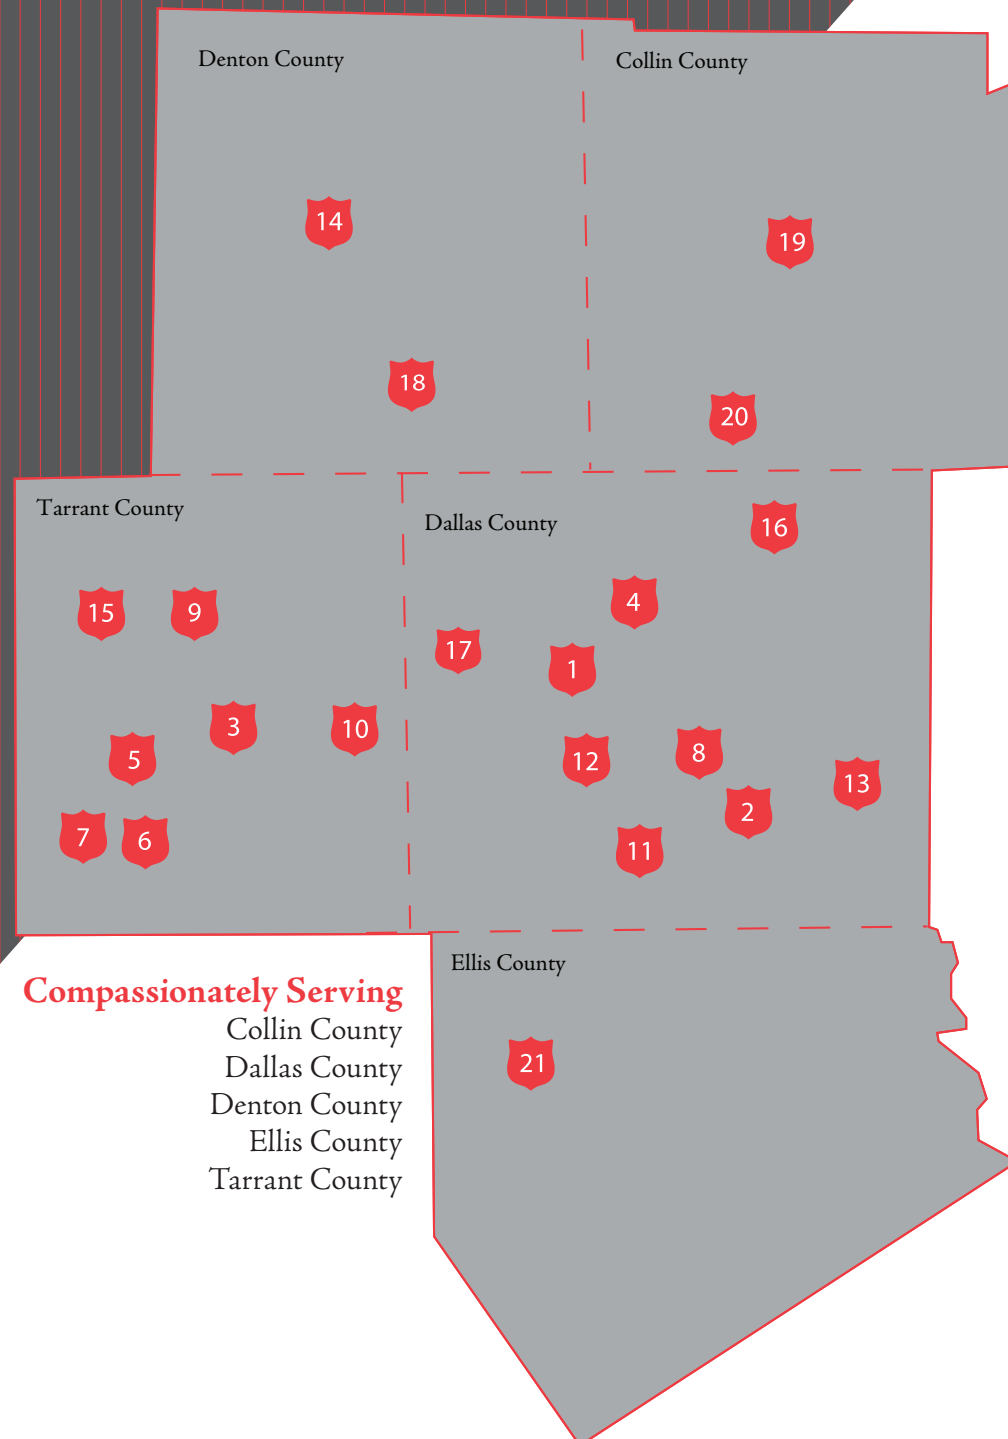 Denton County
Collin County
14
19
18
20
Tarrant County
Dallas County
16
15
9
4
17
1
3
10
5
12
8
13
2
7
6
11
Ellis County
Compassionately Serving
Collin County
Dallas County
Denton County
Ellis County
Tarrant County
21